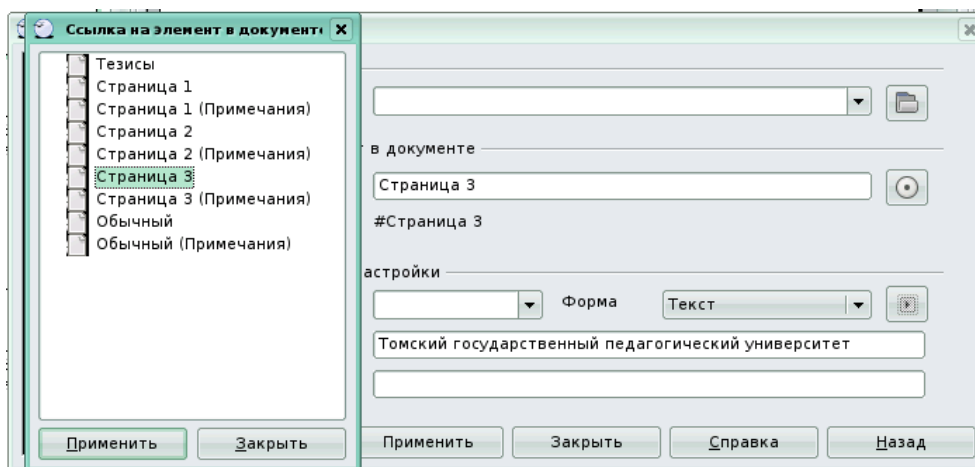 Ссылка на элемент в документе
Тезисы
Страница 1
Страница 1 (Примечания)
Страница 2
Страница 2 (Примечания)
Страница 3
Страница 3 (Примечания)
Обычный
Обычный (Примечания)
Применить
Закрыть
в документе
Страница 3
#Страница 3
астройки
Форма
Текст
Томский государственный педагогический университет
Применить
Закрыть
Справка
Назад